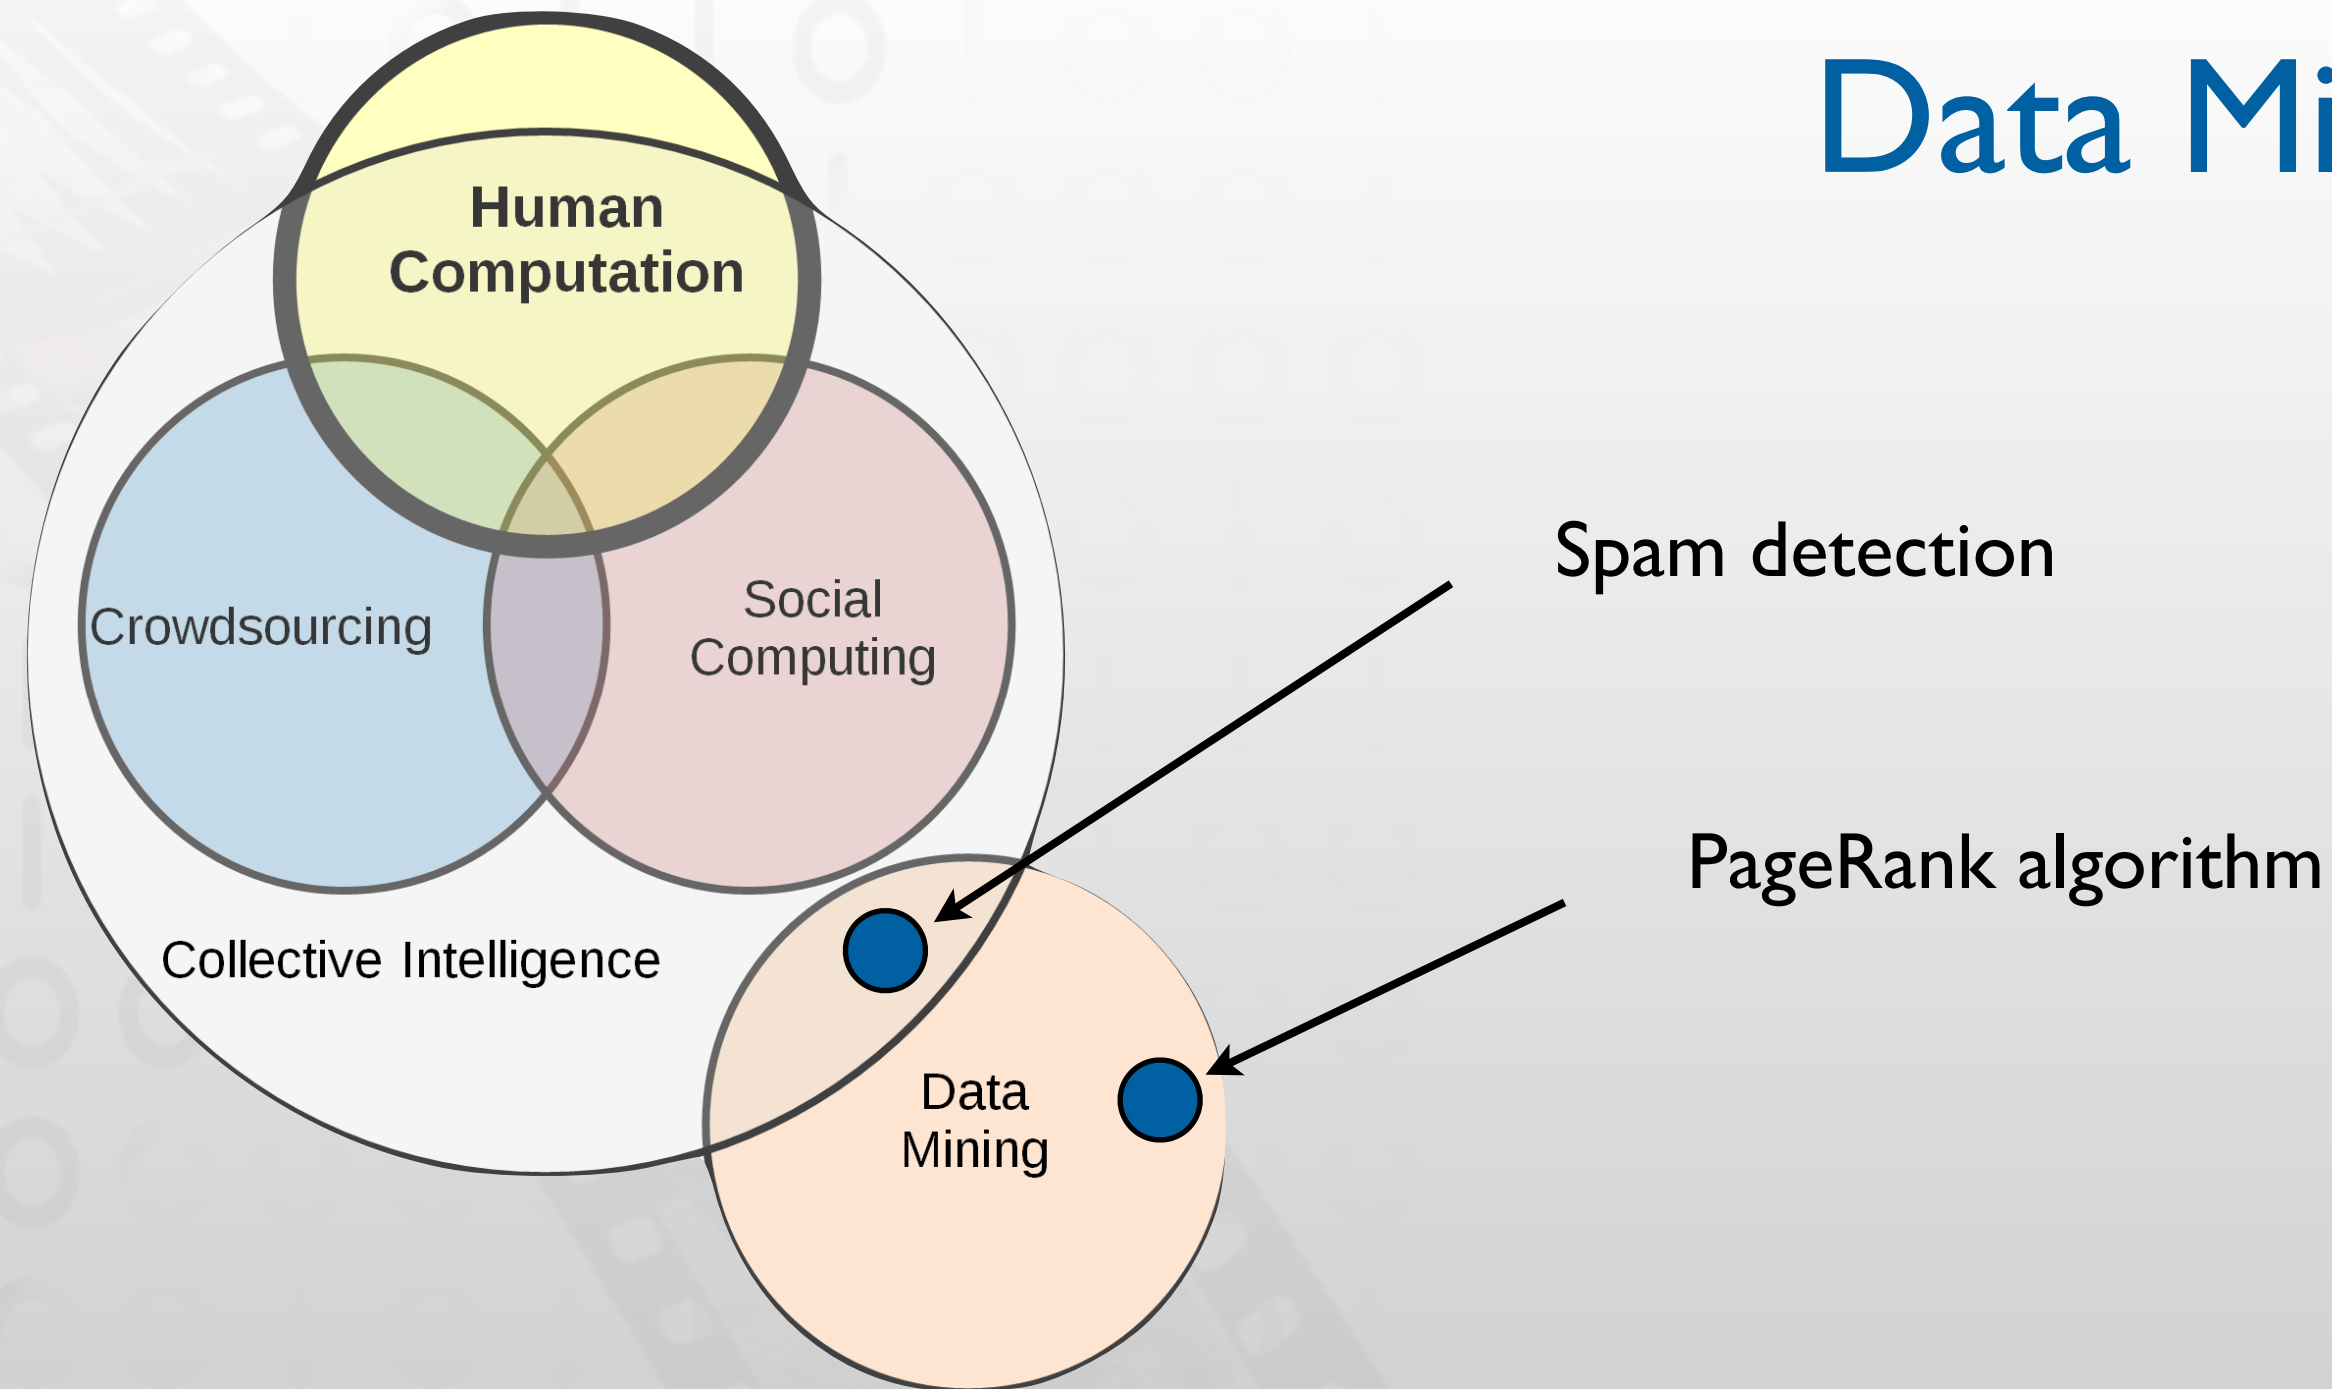 Data Mi
Human
Computation
Spam detection
Crowdsourcing
Social
Computing
PageRank algorithm
Collective Intelligence
Data
Mining